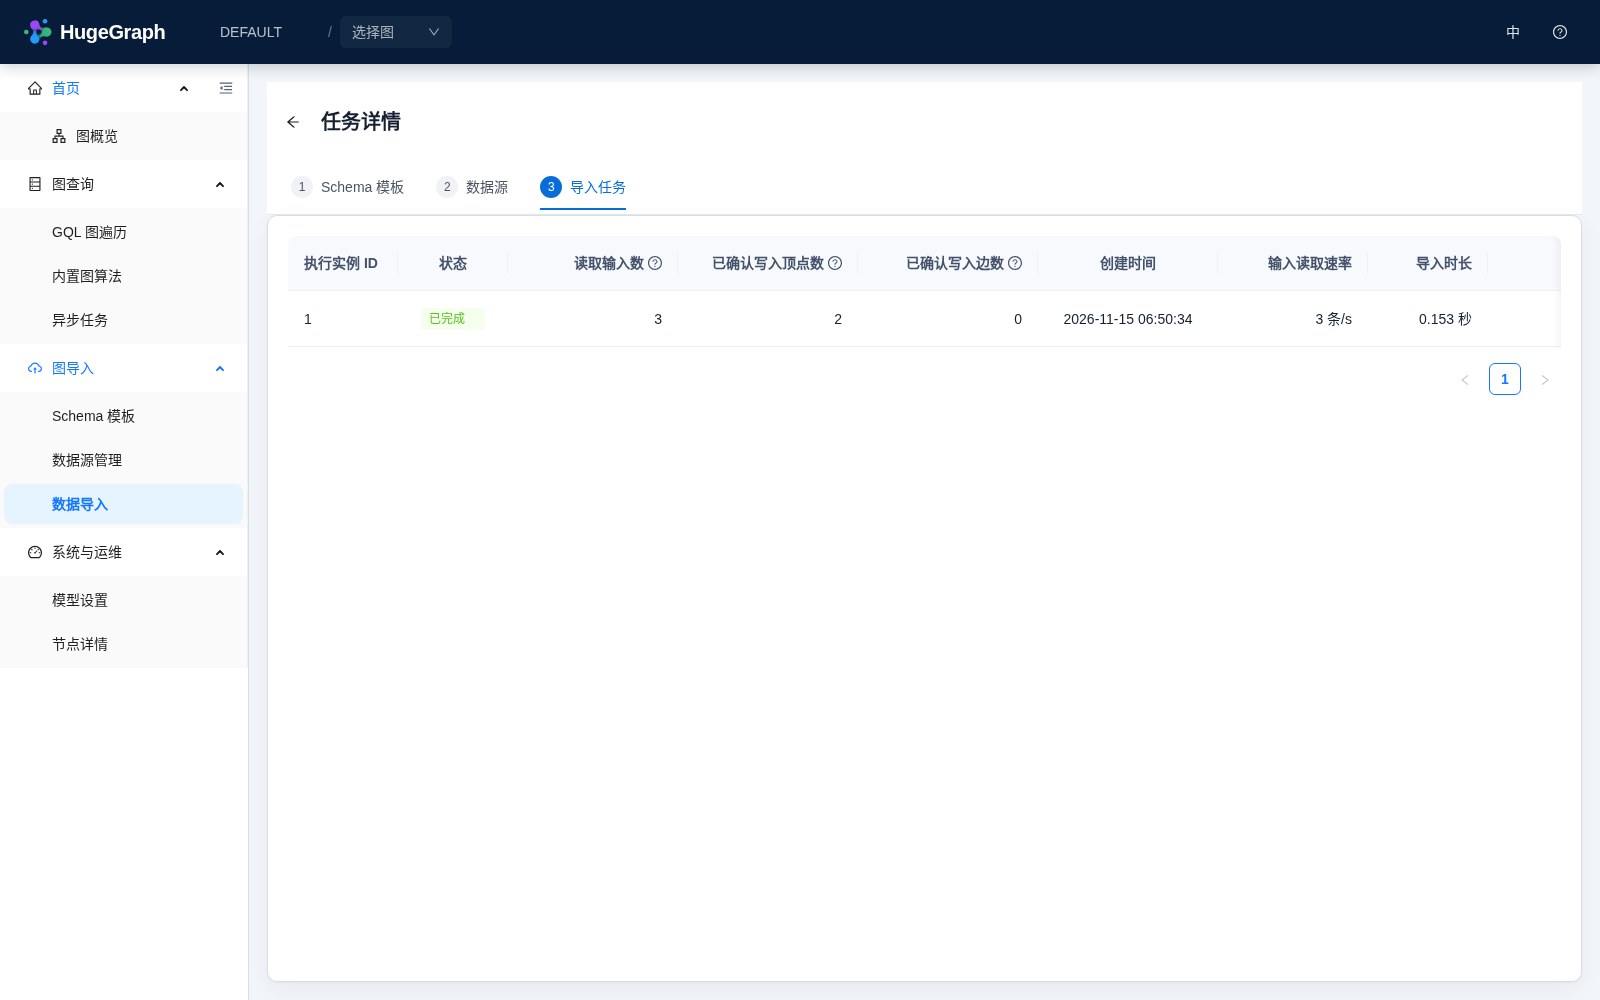 HugeGraph
DEFAULT / 选择图
中
首页
图概览
图查询
GQL 图遍历
内置图算法
异步任务
图导入
Schema 模板
数据源管理
数据导入
系统与运维
模型设置
节点详情
任务详情
1 Schema 模板 2 数据源 3 导入任务
执行实例 ID 状态 读取输入数 已确认写入顶点数 已确认写入边数 创建时间 输入读取速率 导入时长
1 已完成 3 2 0 2026-11-15 06:50:34 3 条/s 0.153 秒
1